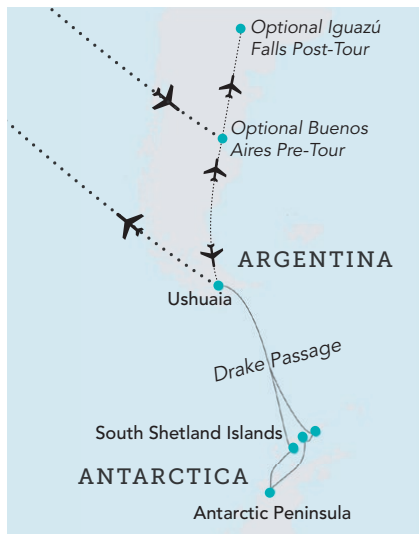 Optional Iguazú
Falls Post-Tour
Optional Buenos
Aires Pre-Tour
ARGENTINA
Ushuaia
Drake Passage
South Shetland Islands
ANTARCTICA
Antarctic Peninsula